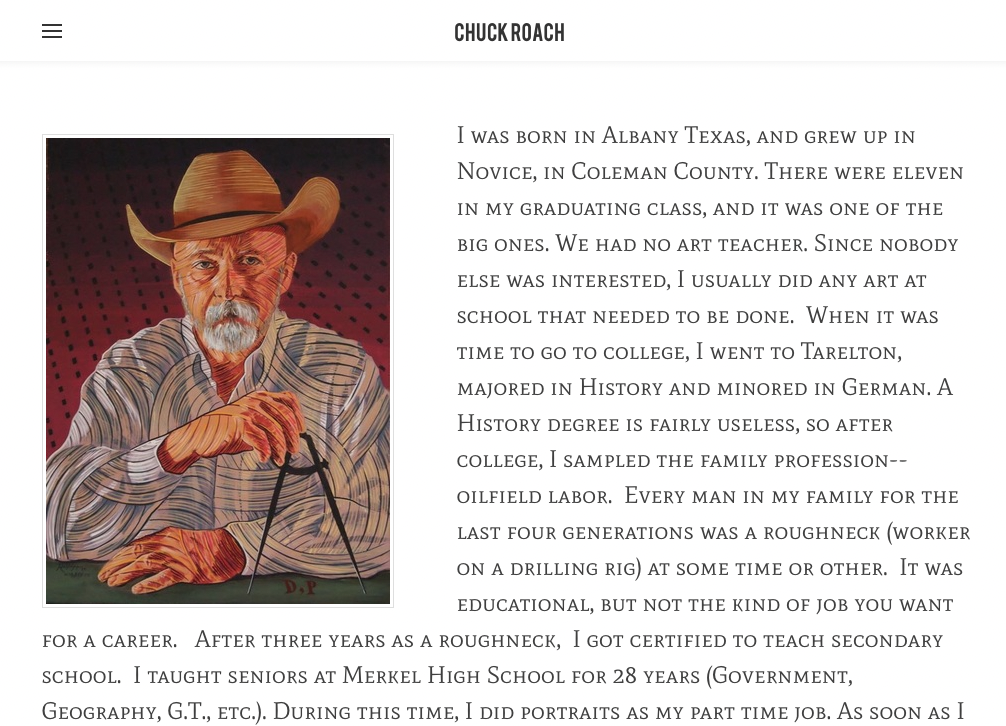 CHUCK ROACH
I was born in Albany Texas, and grew up in
Novice, in Coleman County. There were eleven
in my graduating class, and it was one of the
big ones. We had no art teacher. Since nobody
else was interested, I usually did any art at
school that needed to be done.  When it was
time to go to college, I went to Tarelton,
majored in History and minored in German. A
History degree is fairly useless, so after
college, I sampled the family profession--
oilfield labor.  Every man in my family for the
last four generations was a roughneck (worker
on a drilling rig) at some time or other.  It was
educational, but not the kind of job you want
for a career.   After three years as a roughneck,  I got certified to teach secondary
school.  I taught seniors at Merkel High School for 28 years (Government,
Geography, G.T., etc.). During this time, I did portraits as my part time job. As soon as I
D.P